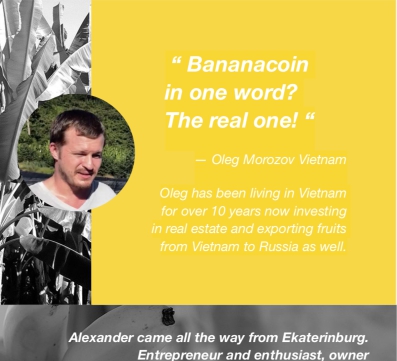 “ Bananacoin
in one word?
The real one! “
— Oleg Morozov Vietnam
Oleg has been living in Vietnam
for over 10 years now investing
in real estate and exporting fruits
from Vietnam to Russia as well.
Alexander came all the way from Ekaterinburg.
Entrepreneur and enthusiast, owner